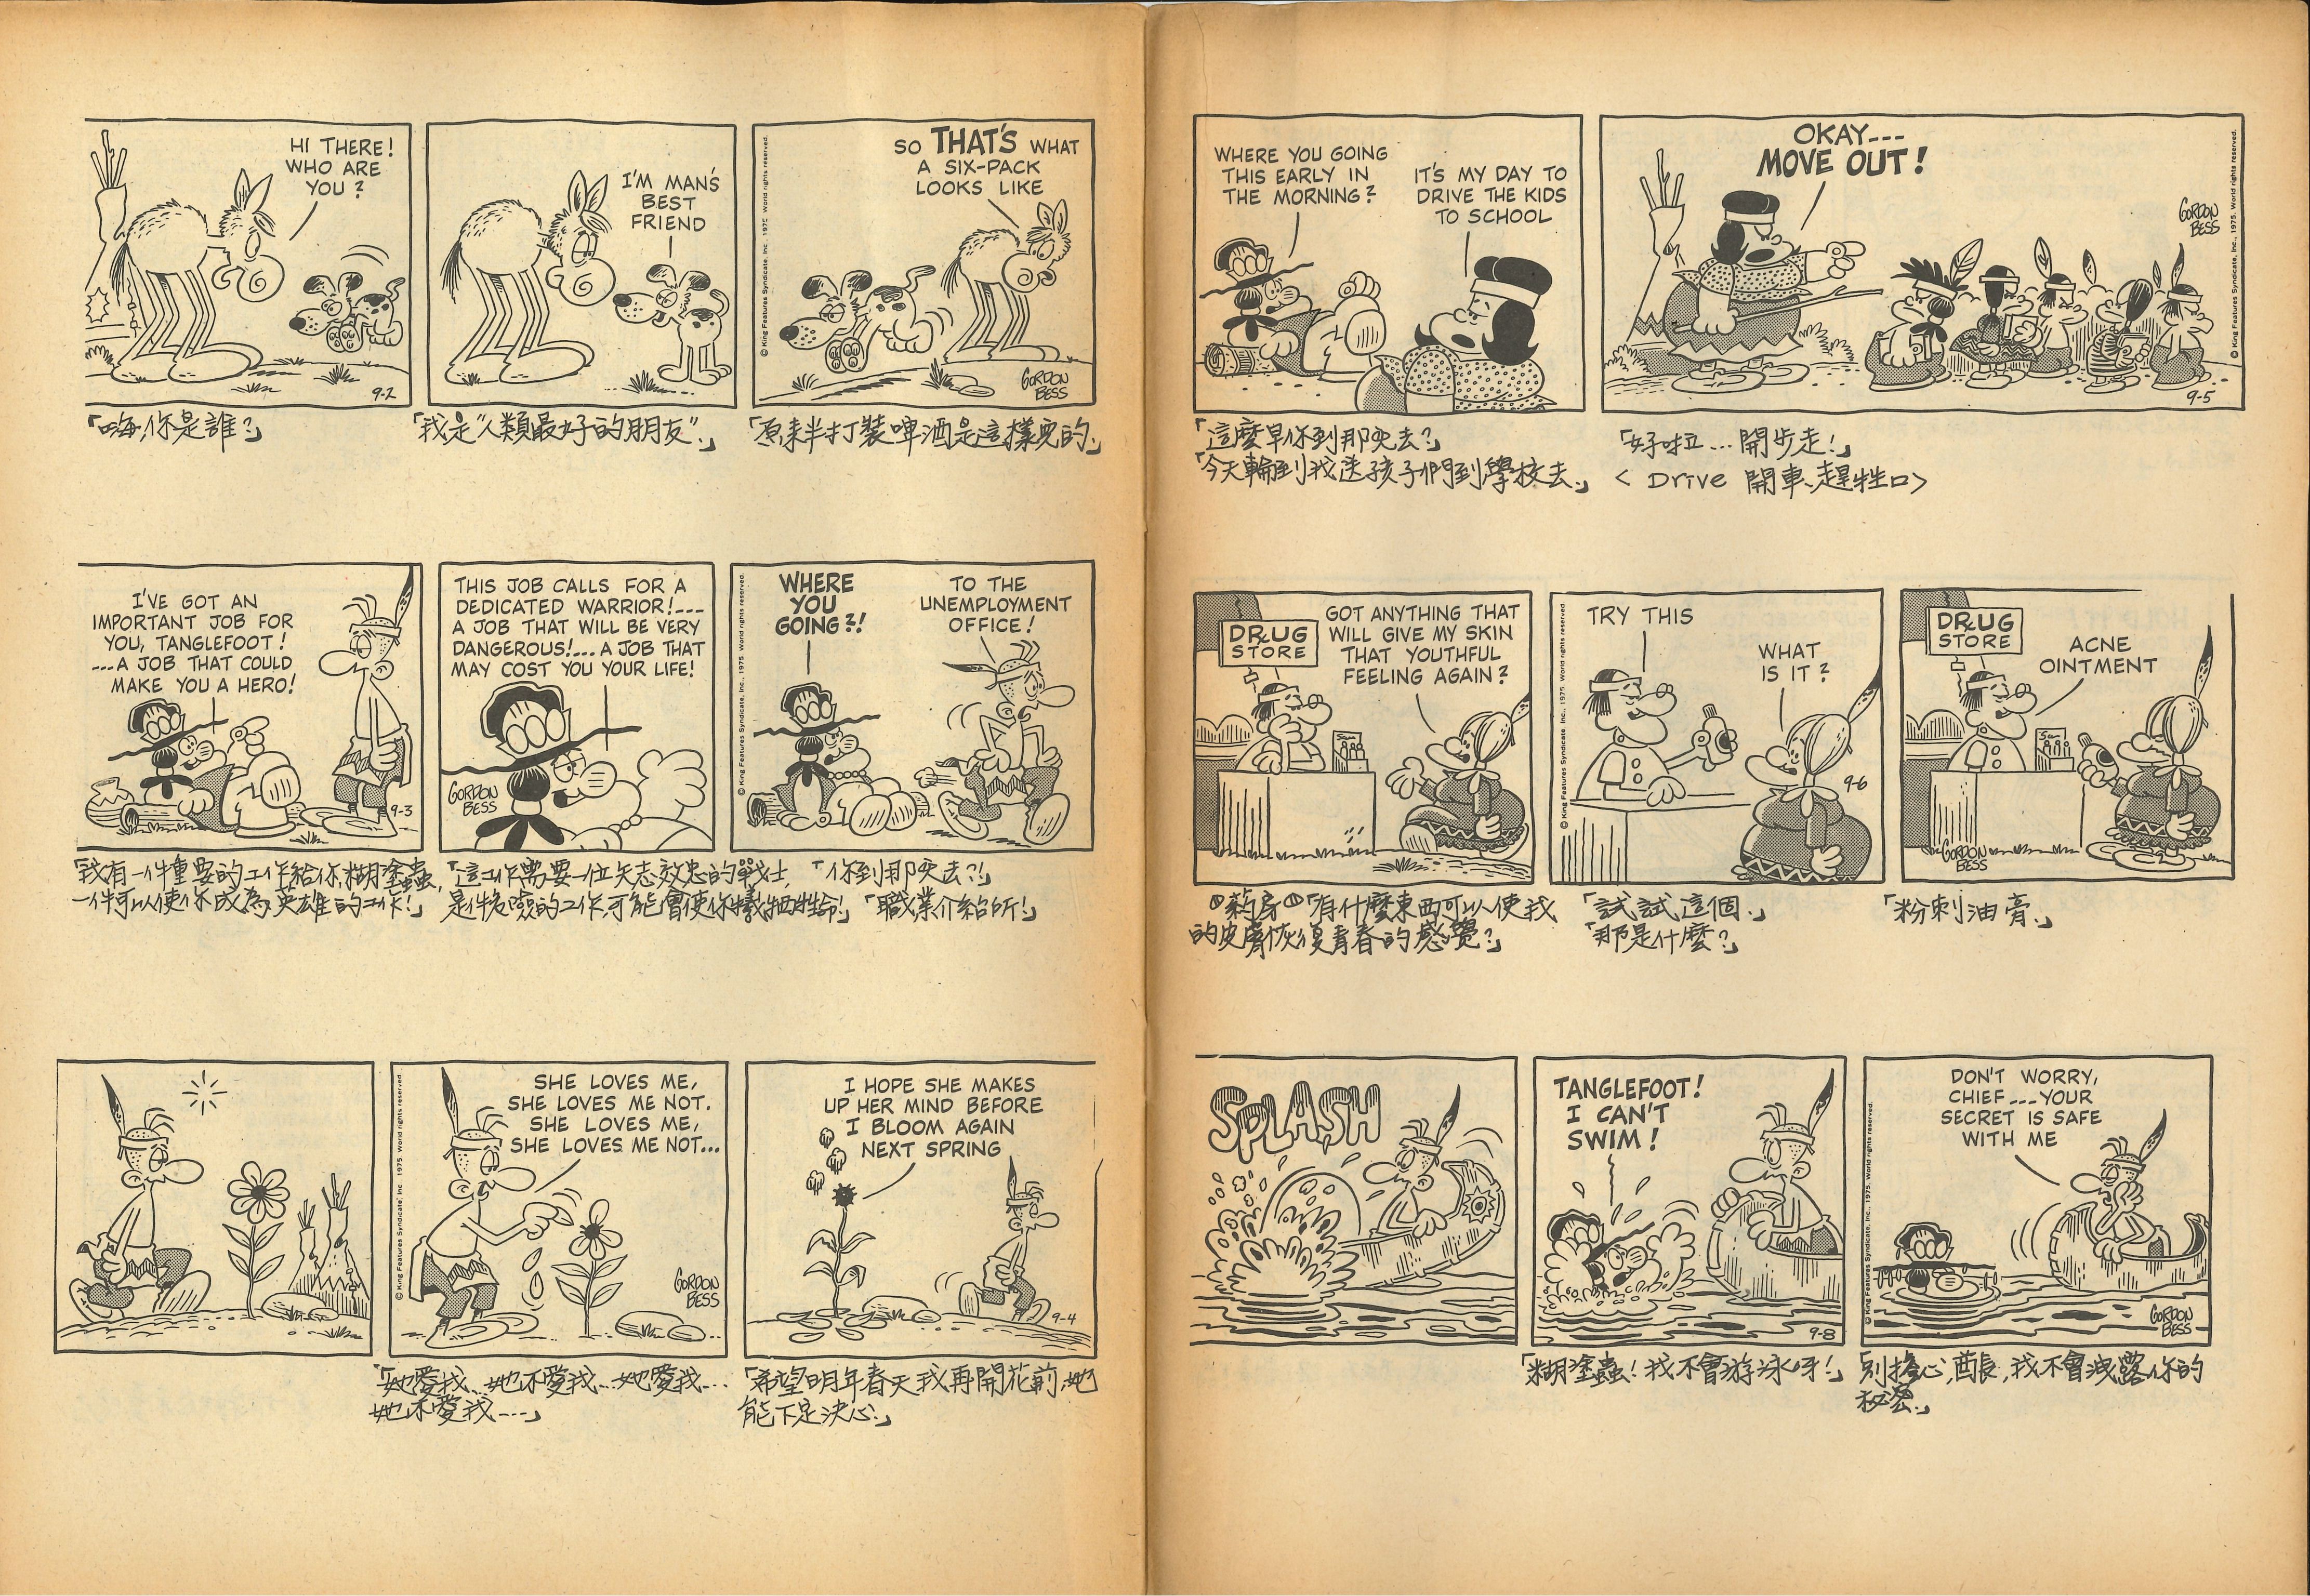 HI THERE!
WHO ARE
YOU?
9-2
I'M MAN'S
BEST
FRIEND
© King Features Syndicate, Inc., 1975. World rights reserved.
SO THAT'S WHAT
A SIX-PACK
LOOKS LIKE
GORDON
BESS
「嗨,你是誰?」
「我是“人類最好的朋友”.」
「原來半打裝啤酒是這樣兒的.」
I'VE GOT AN
IMPORTANT JOB FOR
YOU, TANGLEFOOT!
---A JOB THAT COULD
MAKE YOU A HERO!
9-3
THIS JOB CALLS FOR A
DEDICATED WARRIOR!---
A JOB THAT WILL BE VERY
DANGEROUS!--- A JOB THAT
MAY COST YOU YOUR LIFE!
GORDON
BESS
© King Features Syndicate, Inc., 1975. World rights reserved.
WHERE
YOU
GOING?!
TO THE
UNEMPLOYMENT
OFFICE!
「我有一件重要的工作給你,糊塗蟲,
一件可以使你成為英雄的工作!」
「這工作需要一位矢志效忠的戰士,
是件危險的工作,可能會使你犧牲性命!」
「你到那兒去?!」
「職業介紹所!」
© King Features Syndicate, Inc 1975. World rights reserved.
SHE LOVES ME,
SHE LOVES ME NOT.
SHE LOVES ME,
SHE LOVES ME NOT...
GORDON
BESS
I HOPE SHE MAKES
UP HER MIND BEFORE
I BLOOM AGAIN
NEXT SPRING
9-4
「她愛我...她不愛我...她愛我...
她不愛我---」
「希望明年春天我再開花前,她
能下定決心.」
WHERE YOU GOING
THIS EARLY IN
THE MORNING?
IT'S MY DAY TO
DRIVE THE KIDS
TO SCHOOL
OKAY---
MOVE OUT!
GORDON
BESS
9-5
© King Features Syndicate, Inc., 1975. World rights reserved.
「這麼早你到那兒去?」
「今天輪到我送孩子們到學校去.」
「好啦...開步走!」
< Drive 開車、趕牲口>
DRUG
STORE
GOT ANYTHING THAT
WILL GIVE MY SKIN
THAT YOUTHFUL
FEELING AGAIN?
© King Features Syndicate, Inc., 1975. World rights reserved.
TRY THIS
WHAT
IS IT?
9-6
DRUG
STORE
ACNE
OINTMENT
GORDON
BESS
①藥房①「有什麼東西可以使我
的皮膚恢復青春的感覺?」
「試試這個.」
「那是什麼?」
「粉刺油膏.」
SPLASH
TANGLEFOOT!
I CAN'T
SWIM!
9-8
© King Features Syndicate, Inc., 1975. World rights reserved.
DON'T WORRY,
CHIEF---YOUR
SECRET IS SAFE
WITH ME
GORDON
BESS
「糊塗蟲!我不會游泳呀!」
「別擔心,酋長,我不會洩露你的
秘密.」